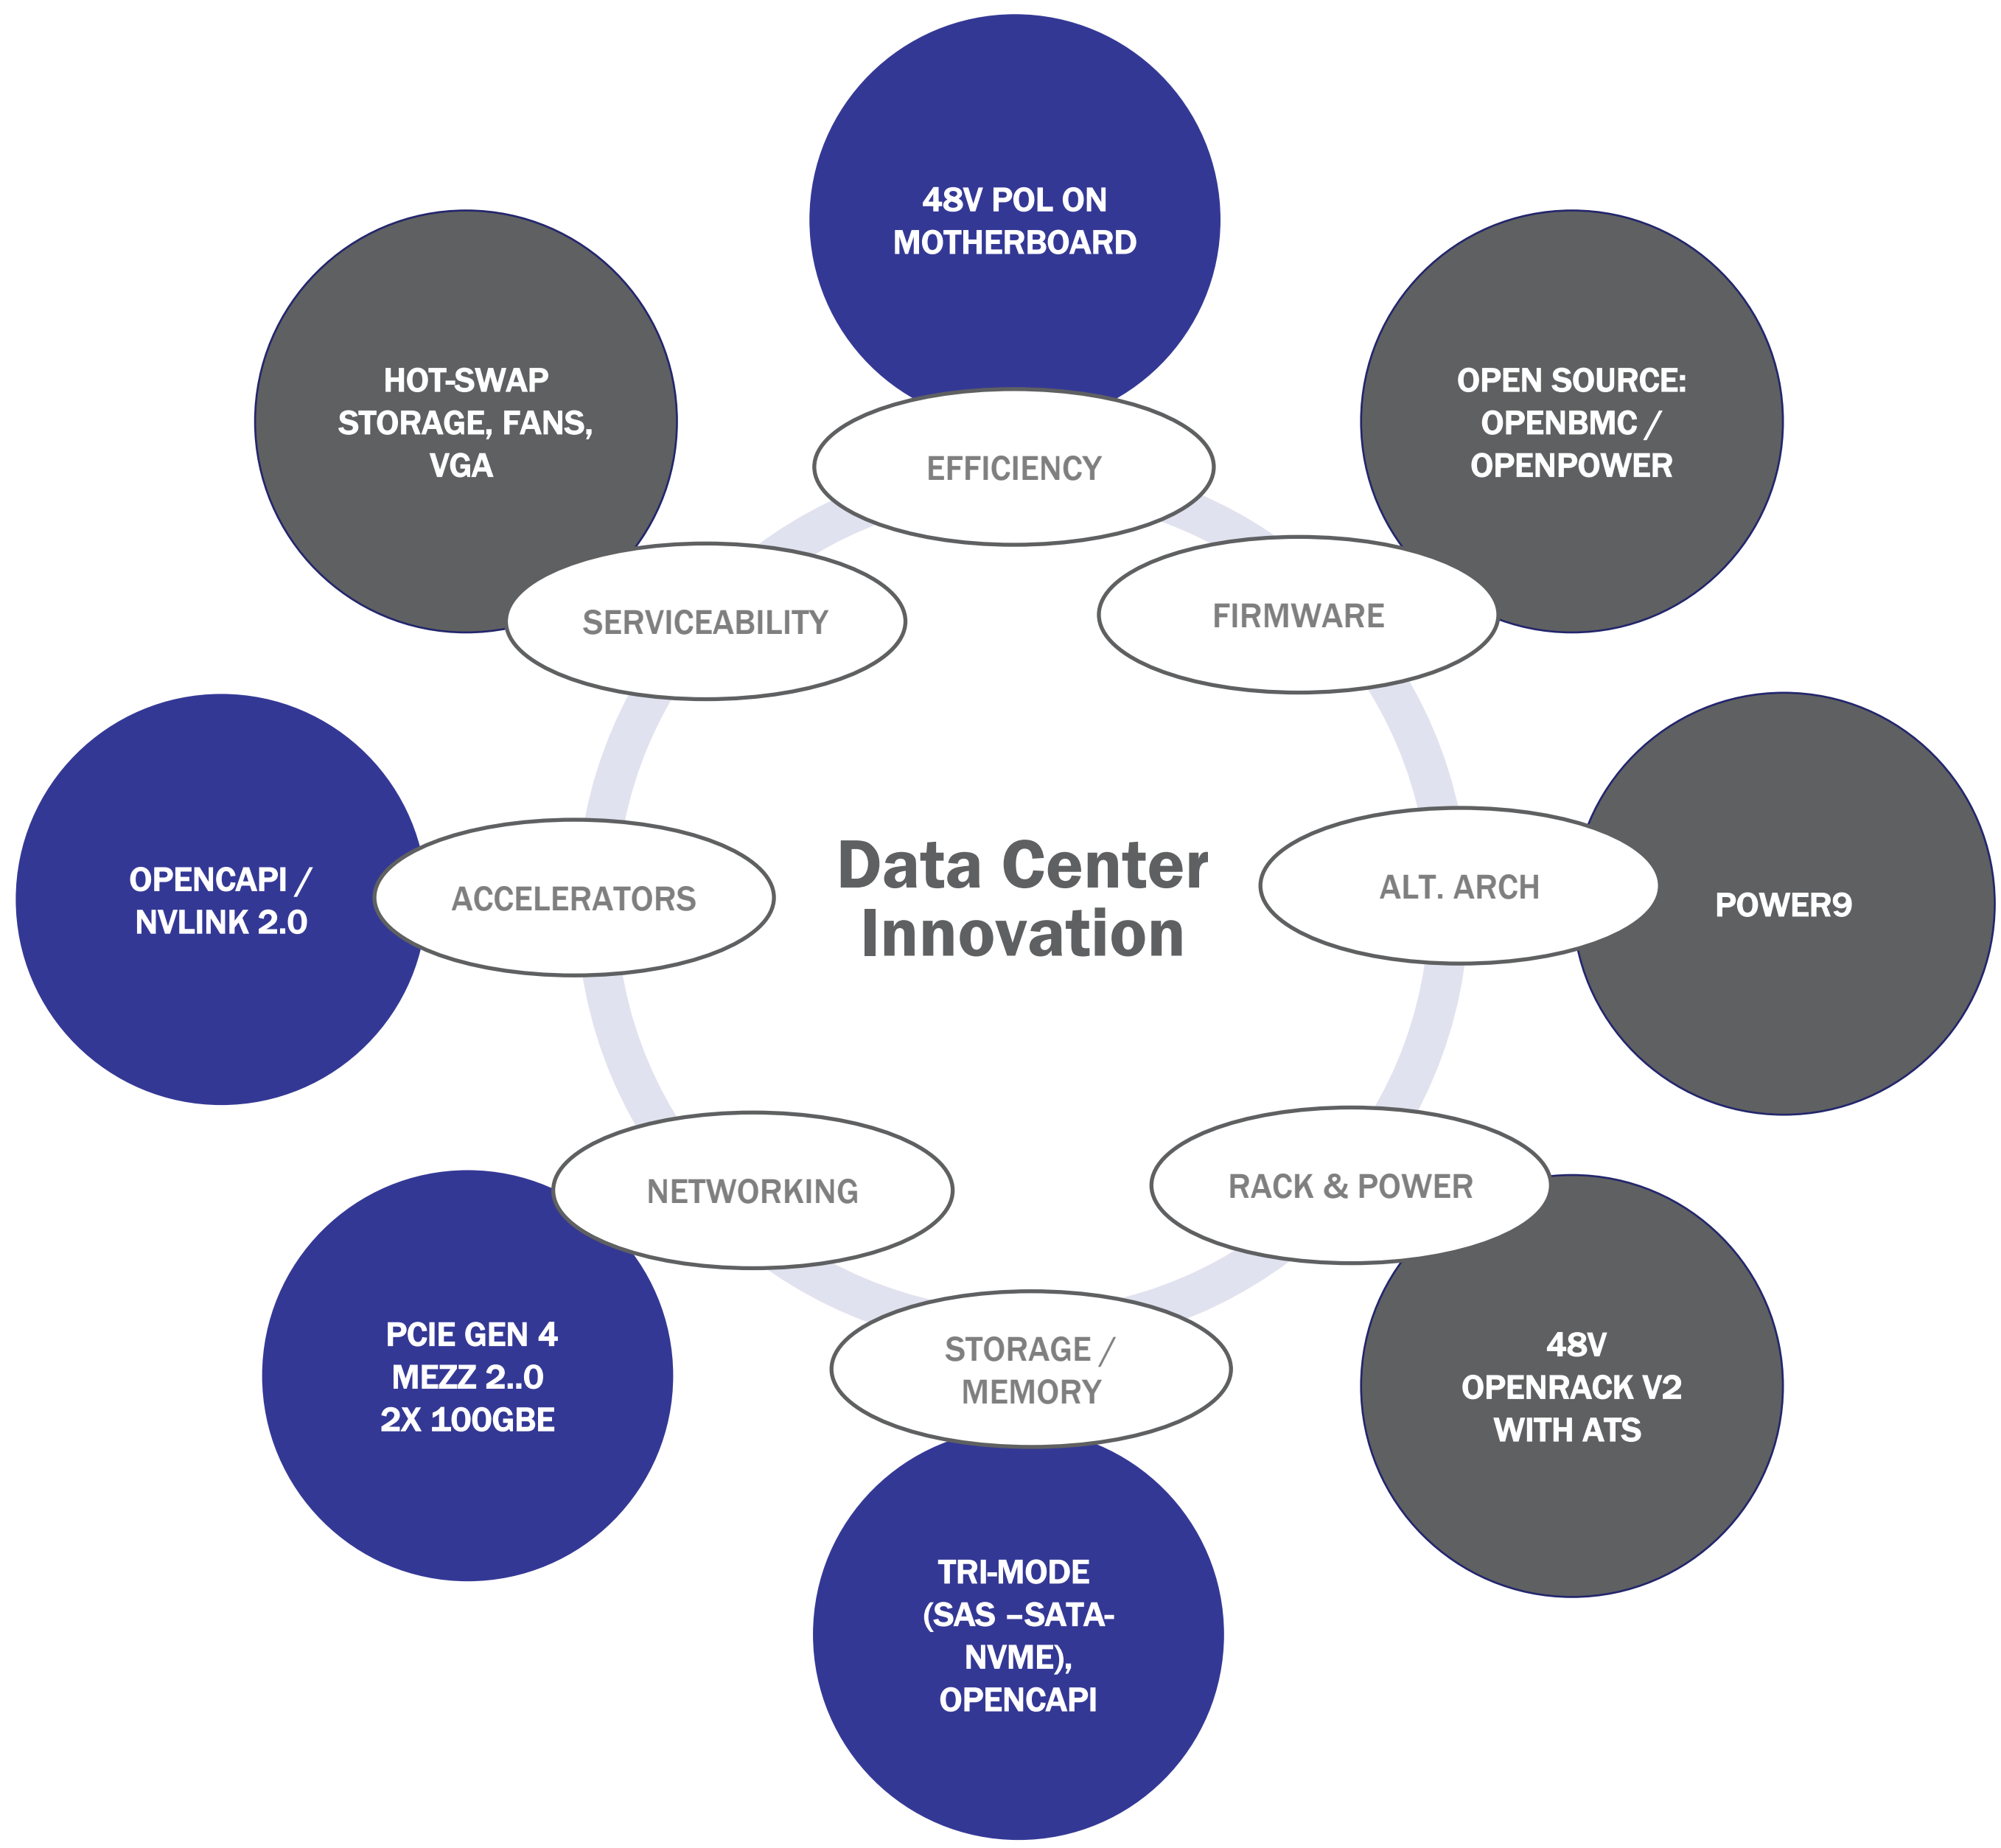 48V POL ON
MOTHERBOARD
EFFICIENCY
OPEN SOURCE:
OPENBMC /
OPENPOWER
FIRMWARE
POWER9
ALT. ARCH
48V
OPENRACK V2
WITH ATS
RACK & POWER
TRI-MODE
(SAS –SATA-
NVME),
OPENCAPI
STORAGE /
MEMORY
PCIE GEN 4
MEZZ 2..0
2X 100GBE
NETWORKING
OPENCAPI /
NVLINK 2.0
ACCELERATORS
HOT-SWAP
STORAGE, FANS,
VGA
SERVICEABILITY
Data Center
Innovation